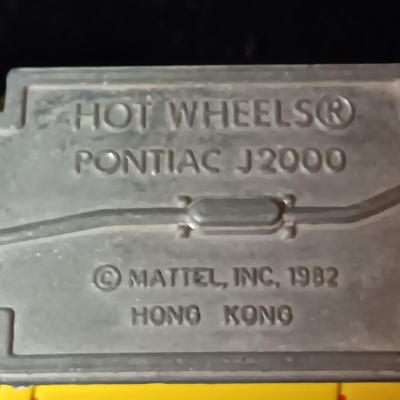 HOT WHEELS®
PONTIAC J2000
© MATTEL, INC, 1982
HONG KONG